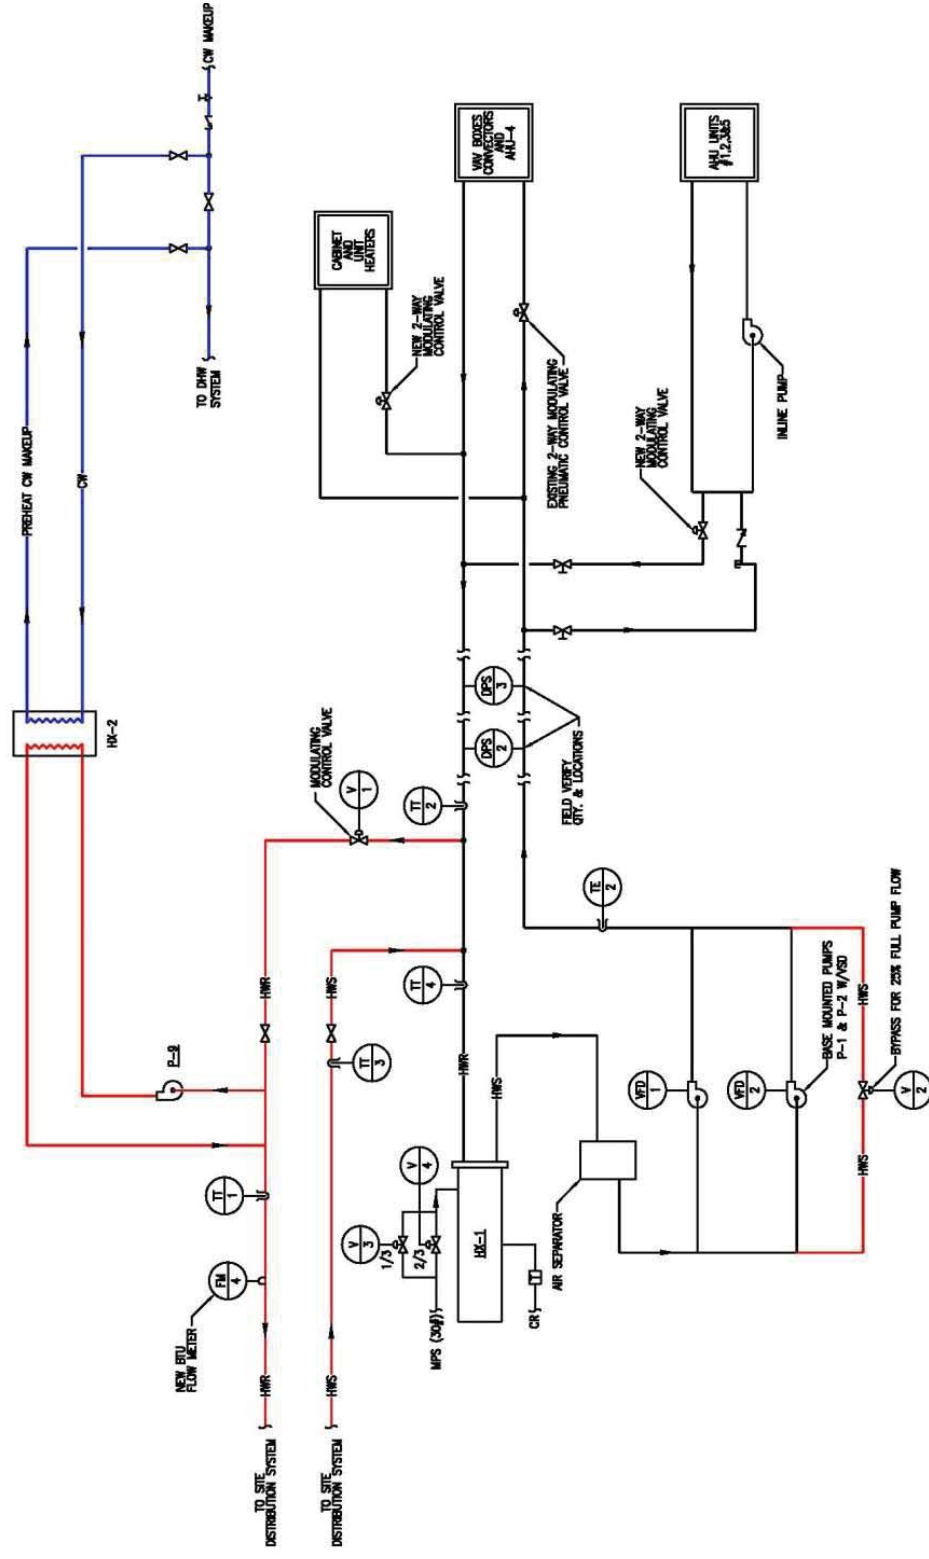 CW MAKEUP
TO DHW
SYSTEM
PREHEAT CW MAKEUP
CW
HX-2
CABINET
AND
UNIT
HEATERS
NEW 2-WAY
MODULATING
CONTROL VALVE
VAV BOXES
CONVECTORS
AND
AHU-4
EXISTING 2-WAY MODULATING
PNEUMATIC CONTROL VALVE
AHU UNITS
#1,2,3&5
INLINE PUMP
NEW 2-WAY
MODULATING
CONTROL VALVE
DPS
3
DPS
2
FIELD VERIFY
QTY. & LOCATIONS
MODULATING
CONTROL VALVE
V
1
TT
2
TT
4
TE
2
HWR
HWS
P-9
TT
3
TT
1
FM
4
NEW BTU
FLOW METER
HWR
HWS
TO SITE
DISTRIBUTION SYSTEM
TO SITE
DISTRIBUTION SYSTEM
HWR
HWS
V
3
V
4
1/3
2/3
MPS (30#)
HX-1
CR
T
AIR SEPARATOR
VFD
1
VFD
2
BASE MOUNTED PUMPS
P-1 & P-2 W/VSD
HWS
HWS
V
2
BYPASS FOR 25% FULL PUMP FLOW